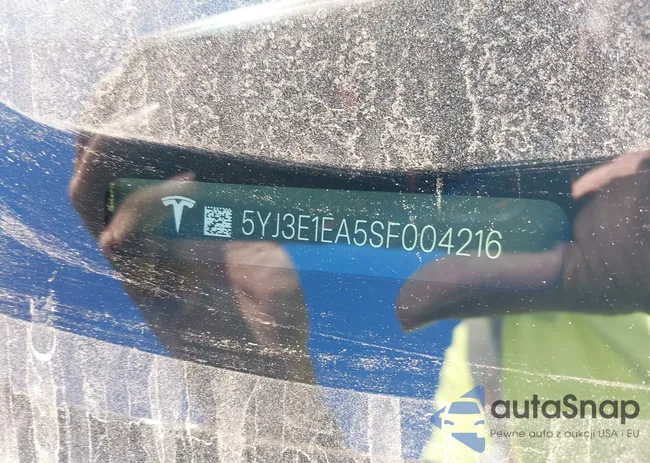 5YJ3E1EA5SF004216
autaSnap
Pewne auto z aukcji USA i EU